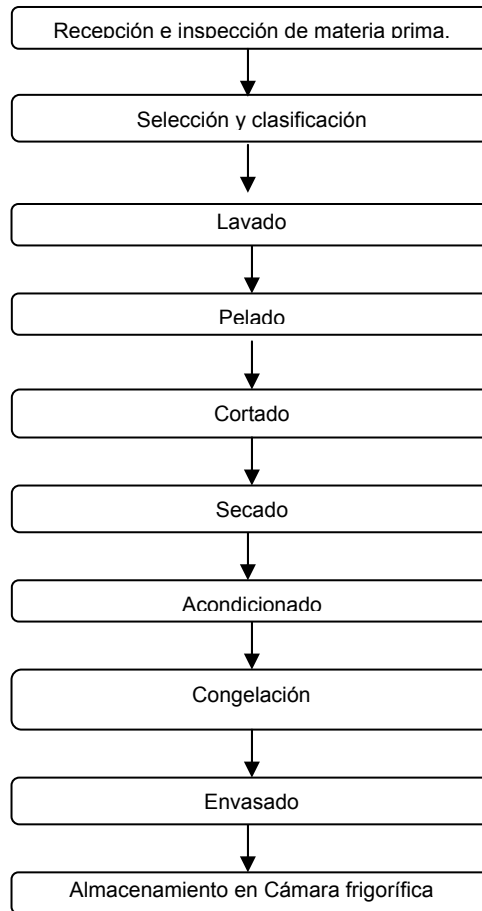 Recepción e inspección de materia prima.
Selección y clasificación
Lavado
Pelado
Cortado
Secado
Acondicionado
Congelación
Envasado
Almacenamiento en Cámara frigorífica